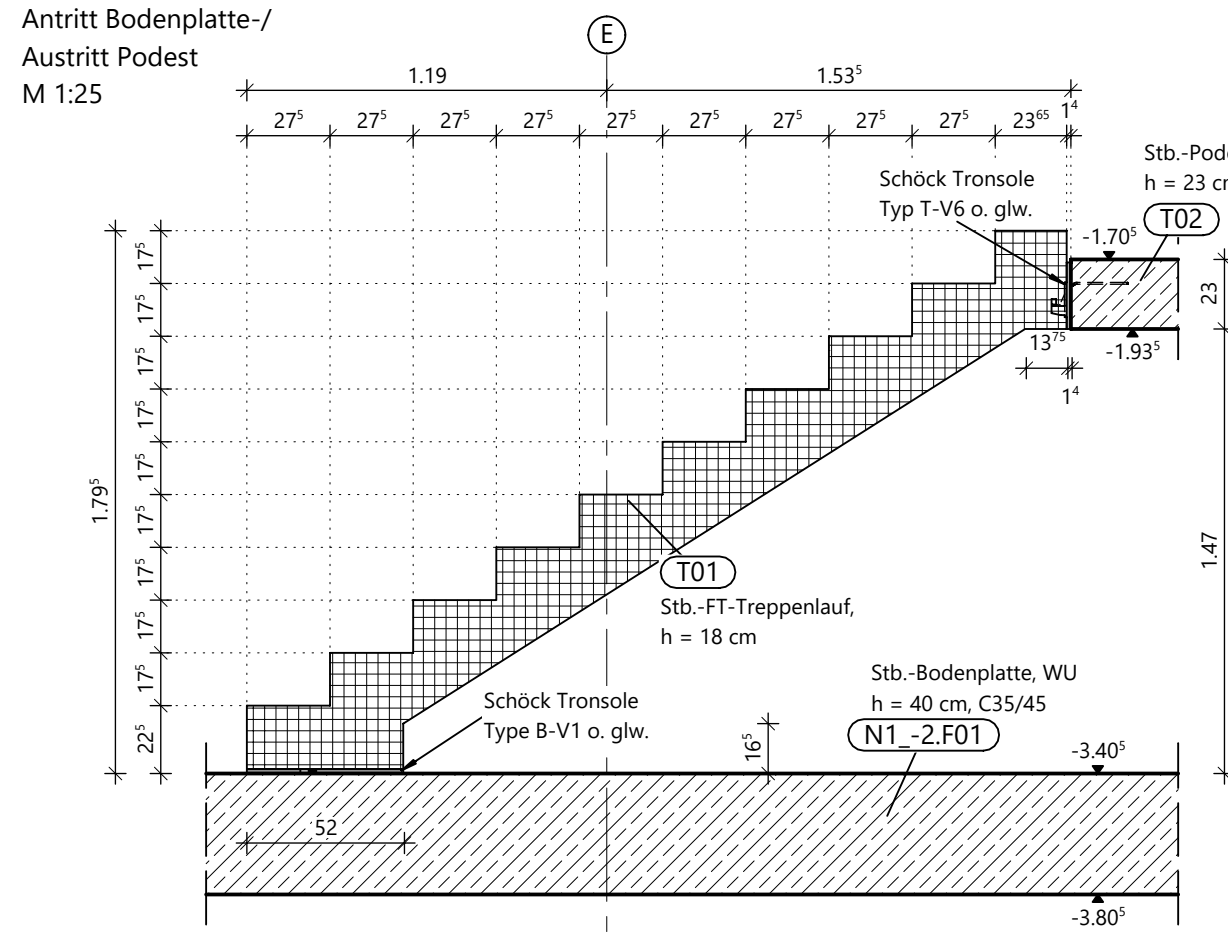 Antritt Bodenplatte-/
Austritt Podest
M 1:25
E
1.19
1.53⁵
27⁵
27⁵
27⁵
27⁵
27⁵
27⁵
27⁵
27⁵
27⁵
23⁶⁵
1⁴
Schöck Tronsole
Typ T-V6 o. glw.
h = 23
T02
-1.70⁵
23
-1.93⁵
13⁷⁵
1⁴
1.79⁵
17⁵
17⁵
17⁵
17⁵
17⁵
17⁵
17⁵
17⁵
17⁵
22⁵
T01
Stb.-FT-Treppenlauf,
h = 18 cm
1.47
Schöck Tronsole
Type B-V1 o. glw.
Stb.-Bodenplatte, WU
h = 40 cm, C35/45
N1_-2.F01
16⁵
-3.40⁵
52
-3.80⁵